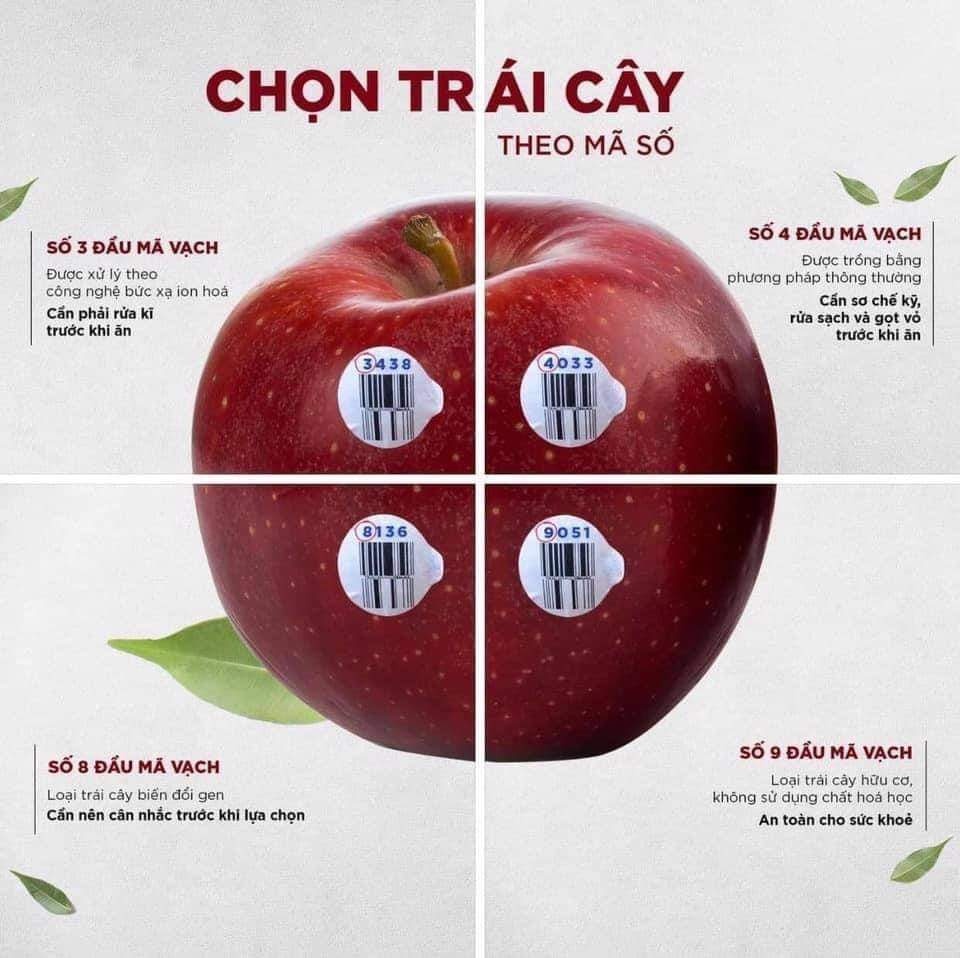 CHỌN TRÁI CÂY
THEO MÃ SỐ
SỐ 3 ĐẦU MÃ VẠCH
Được xử lý theo
công nghệ bức xạ ion hoá
Cần phải rửa kĩ
trước khi ăn
SỐ 4 ĐẦU MÃ VẠCH
Được trồng bằng
phương pháp thông thường
Cần sơ chế kỹ,
rửa sạch và gọt vỏ
trước khi ăn
3438
4033
8136
9051
SỐ 8 ĐẦU MÃ VẠCH
Loại trái cây biến đổi gen
Cần nên cân nhắc trước khi lựa chọn
SỐ 9 ĐẦU MÃ VẠCH
Loại trái cây hữu cơ,
không sử dụng chất hoá học
An toàn cho sức khoẻ